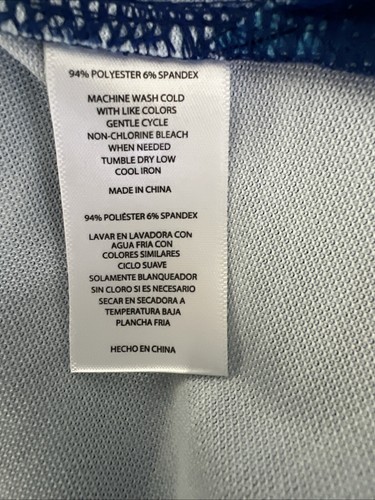 94% POLYESTER 6% SPANDEX
MACHINE WASH COLD
WITH LIKE COLORS
GENTLE CYCLE
NON-CHLORINE BLEACH
WHEN NEEDED
TUMBLE DRY LOW
COOL IRON
MADE IN CHINA
94% POLIÉSTER 6% SPANDEX
LAVAR EN LAVADORA CON
AGUA FRIA CON
COLORES SIMILARES
CICLO SUAVE
SOLAMENTE BLANQUEADOR
SIN CLORO SI ES NECESARIO
SECAR EN SECADORA A
TEMPERATURA BAJA
PLANCHA FRIA
HECHO EN CHINA